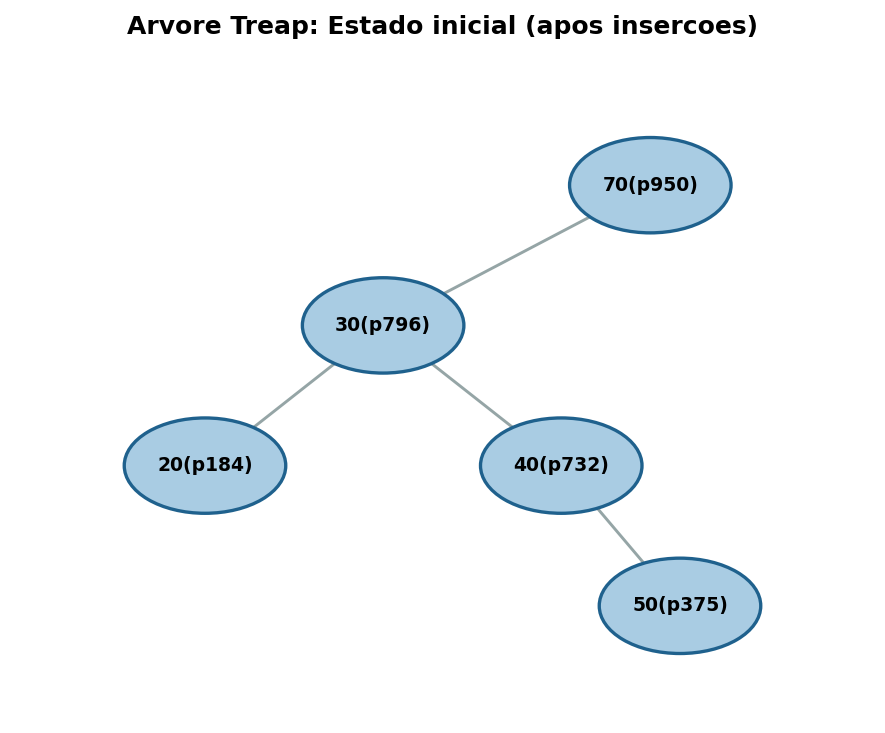 Arvore Treap: Estado inicial (apos insercoes)
70(p950)
30(p796)
20(p184)
40(p732)
50(p375)